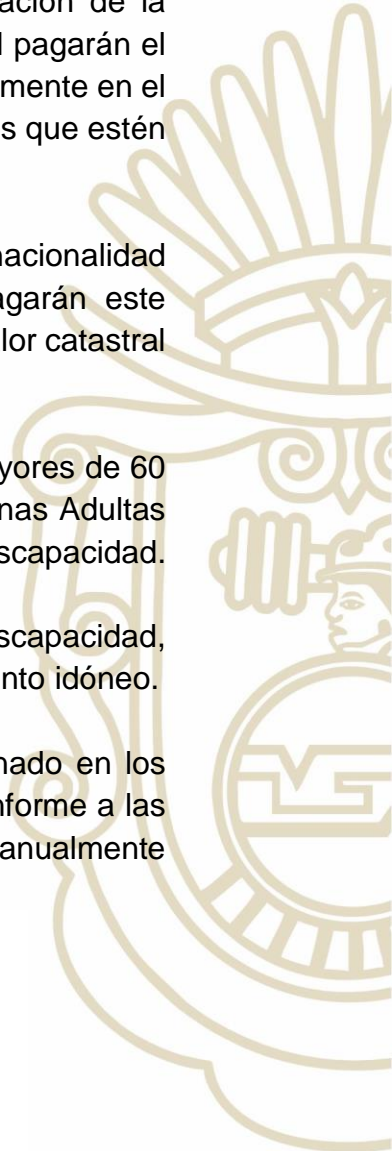 ación de la
l pagarán el
mente en el
s que estén
nacionalidad
agarán este
lor catastral
yores de 60
nas Adultas
scapacidad.
scapacidad,
nto idóneo.
nado en los
nforme a las
anualmente